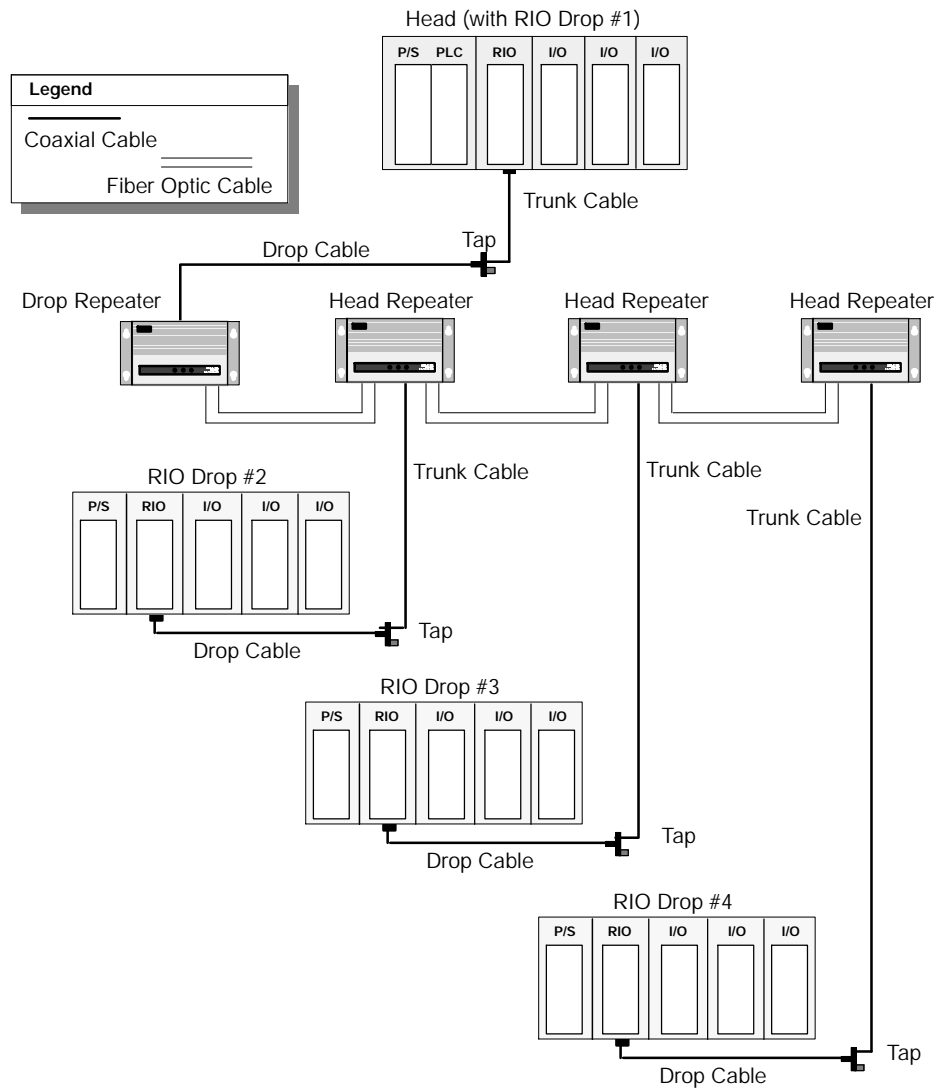 Head (with RIO Drop #1)
P/S PLC RIO I/O I/O I/O
Legend
Coaxial Cable
Fiber Optic Cable
Trunk Cable
Drop Cable
Tap
Drop Repeater
Head Repeater
Head Repeater
Head Repeater
Trunk Cable
Trunk Cable
Trunk Cable
RIO Drop #2
P/S RIO I/O I/O I/O
Tap
Drop Cable
RIO Drop #3
P/S RIO I/O I/O I/O
Tap
Drop Cable
RIO Drop #4
P/S RIO I/O I/O I/O
Tap
Drop Cable